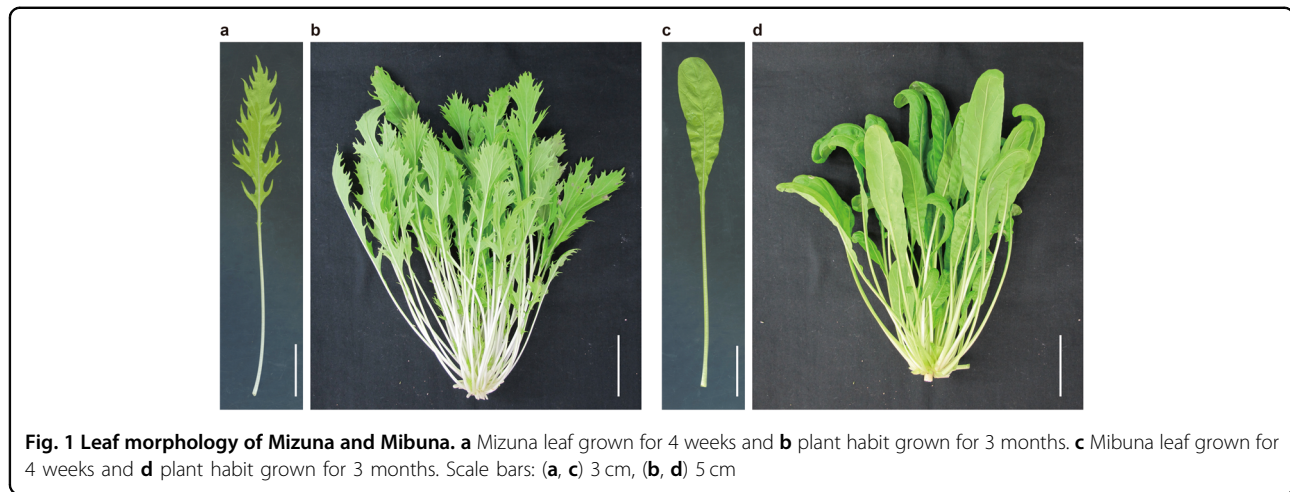 a b c d
Fig. 1 Leaf morphology of Mizuna and Mibuna. a Mizuna leaf grown for 4 weeks and b plant habit grown for 3 months. c Mibuna leaf grown for
4 weeks and d plant habit grown for 3 months. Scale bars: (a, c) 3 cm, (b, d) 5 cm